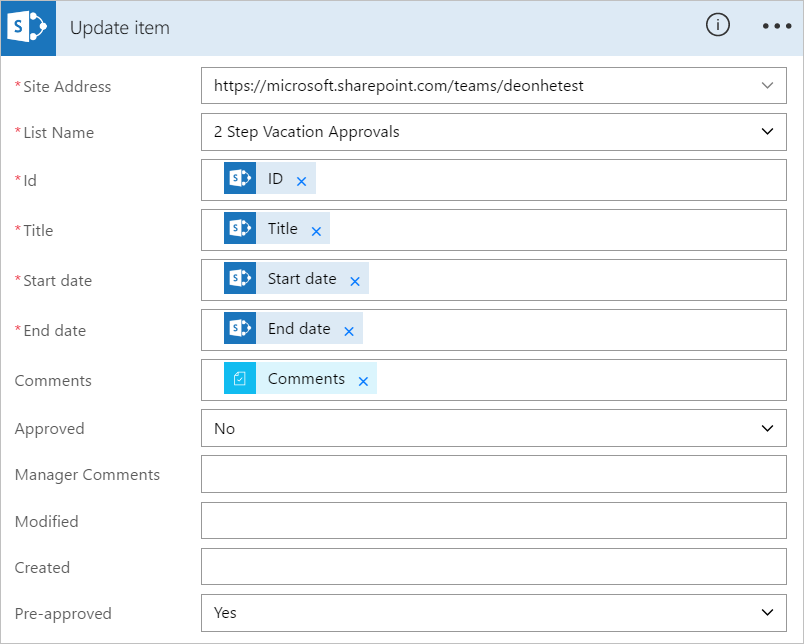 Update item
* Site Address https://microsoft.sharepoint.com/teams/deonhetest
* List Name 2 Step Vacation Approvals
* Id ID ×
* Title Title ×
* Start date Start date ×
* End date End date ×
Comments Comments ×
Approved No
Manager Comments
Modified
Created
Pre-approved Yes